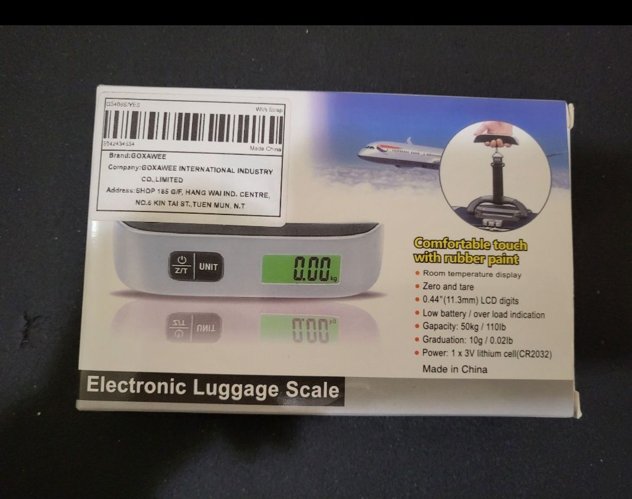 With Strap
Made China
Brand:GOXAWEE
Company:GOXAWEE INTERNATIONAL INDUSTRY
CO.,LIMITED
Address:SHOP 185 G/F, HANG WAI IND. CENTRE,
NO.6 KIN TAI ST.,TUEN MUN, N.T
Z/T
UNIT
0.00kg
Comfortable touch
with rubber paint
Room temperature display
Zero and tare
0.44"(11.3mm) LCD digits
Low battery / over load indication
Capacity: 50kg / 110lb
Graduation: 10g / 0.02lb
Power: 1 x 3V lithium cell(CR2032)
Made in China
Electronic Luggage Scale